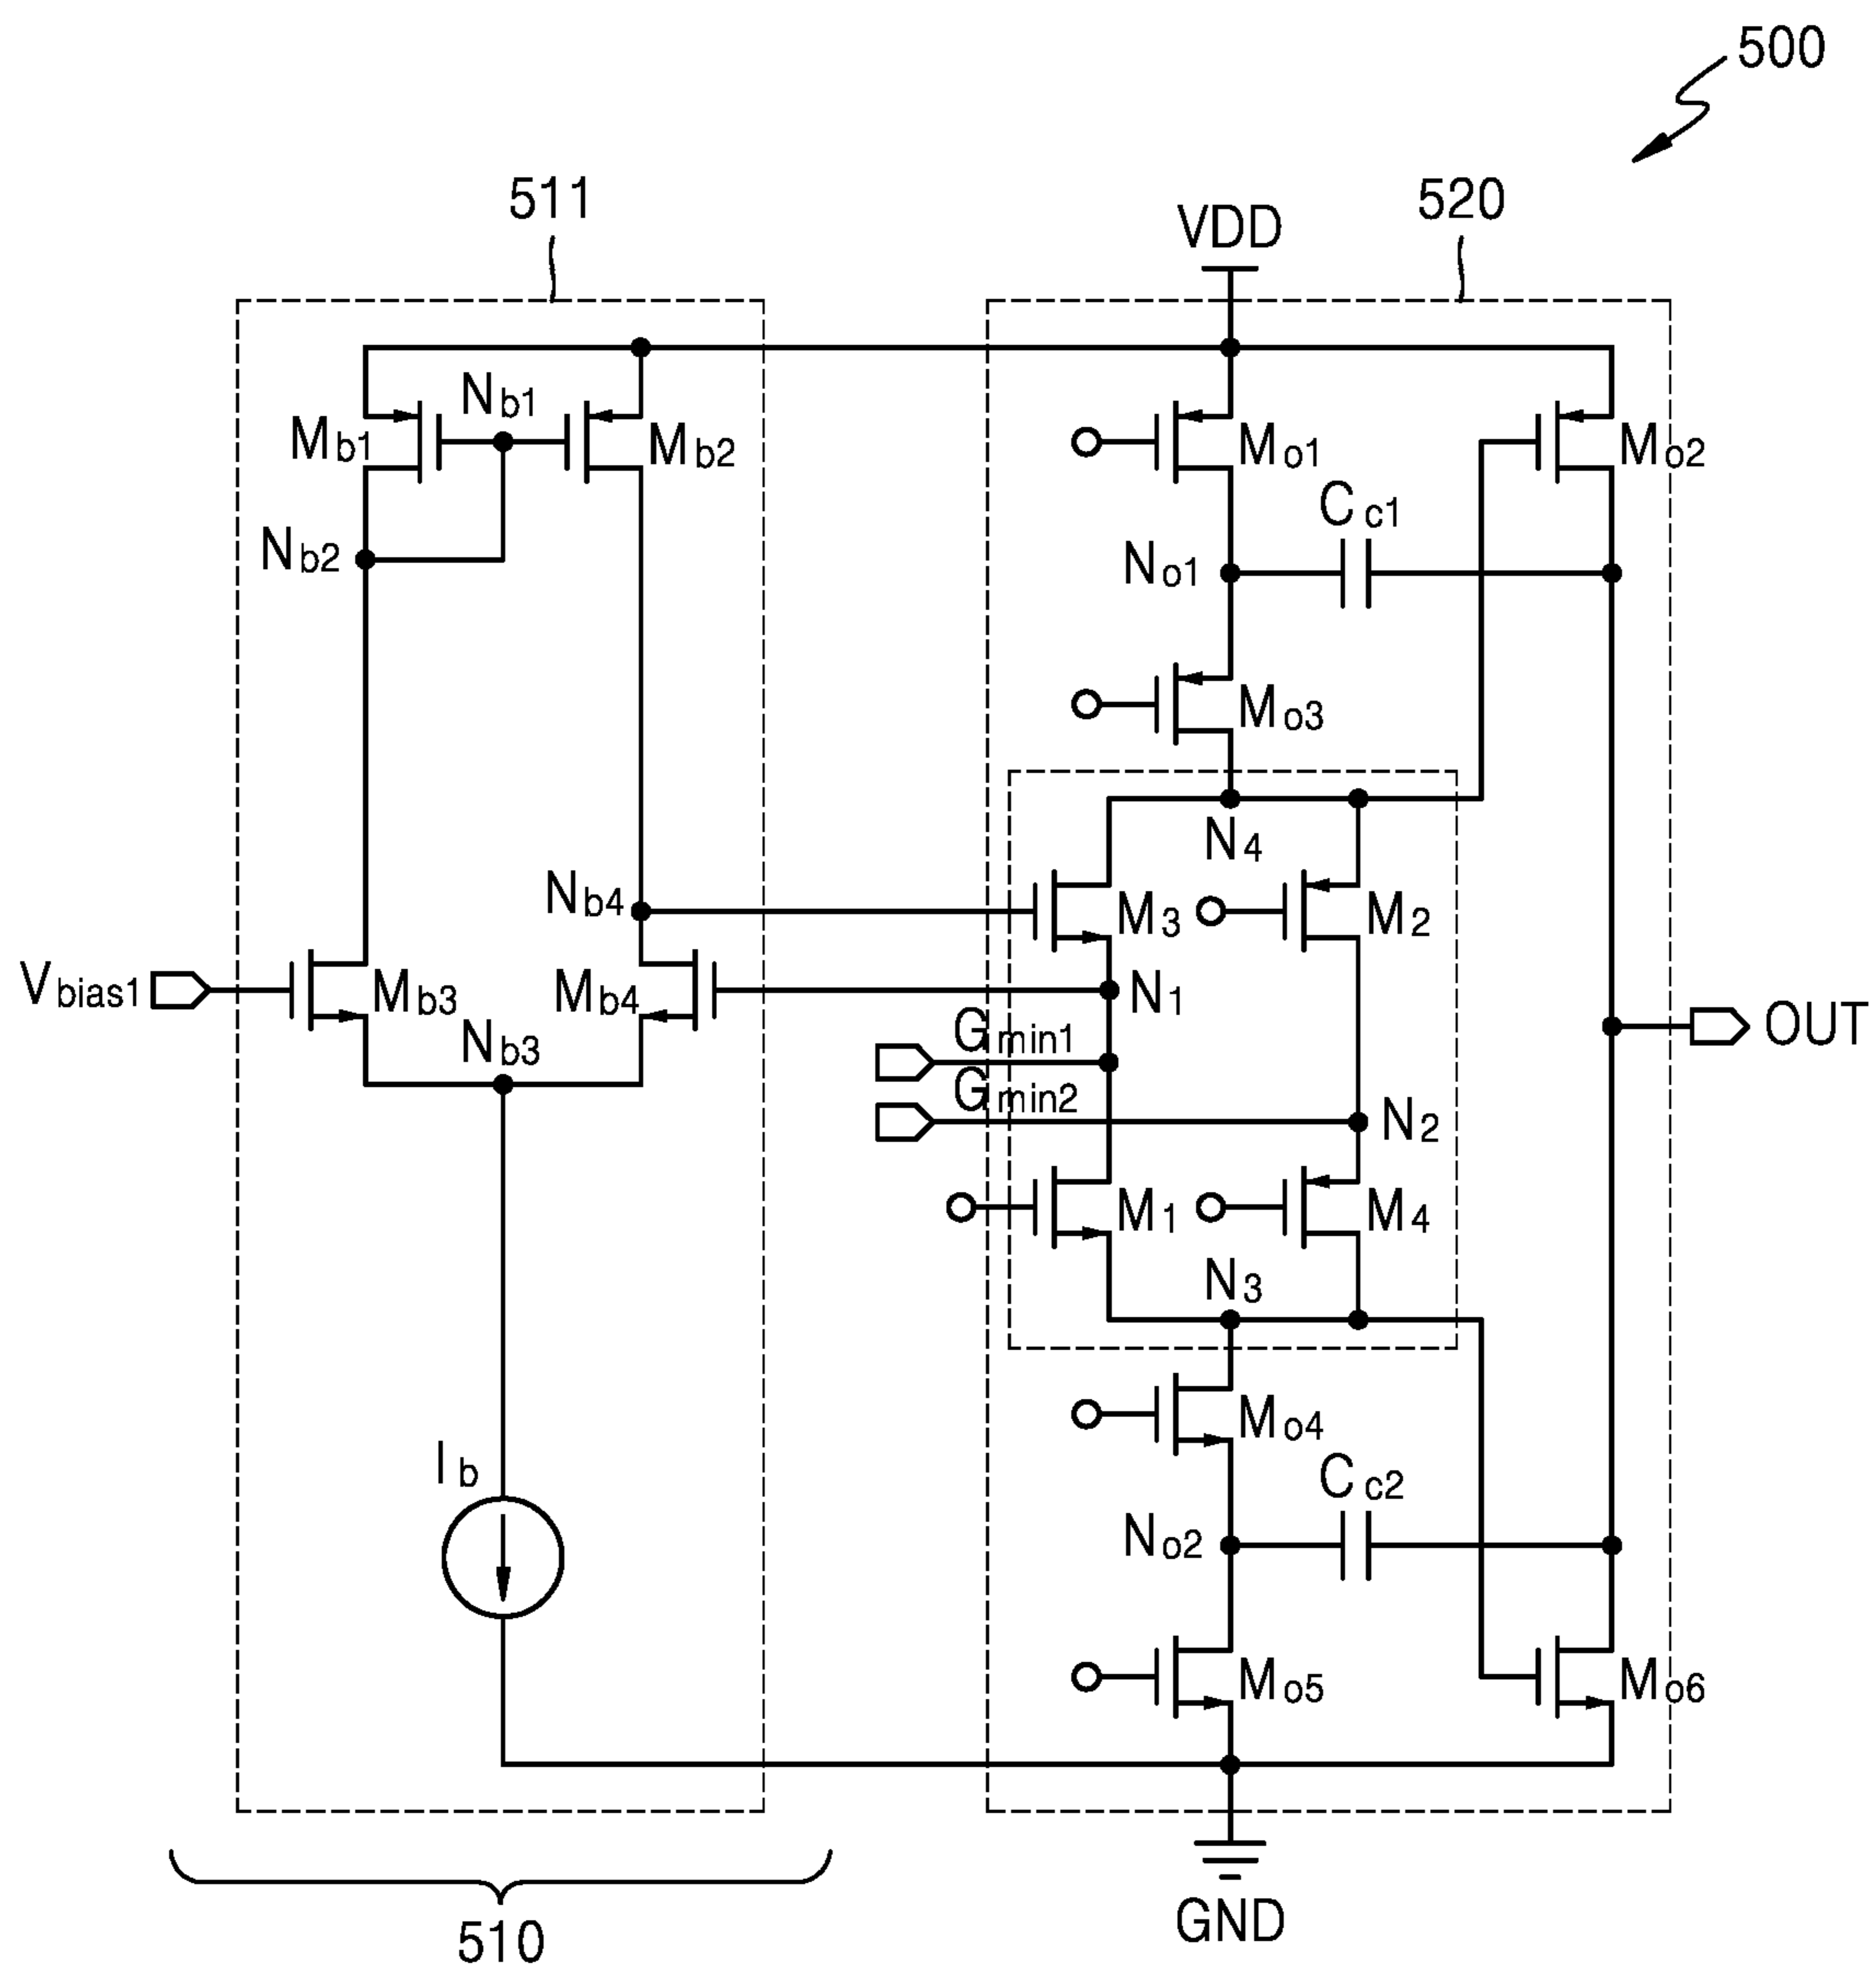 500
511
520
VDD
Mb1
Nb1
Mb2
Mo1
Mo2
Cc1
Nb2
No1
Mo3
N4
Nb4
M3
M2
Vbias1
Mb3
Mb4
N1
Gmin1
OUT
Nb3
Gmin2
N2
M1
M4
N3
Mo4
Ib
Cc2
No2
Mo5
Mo6
510
GND